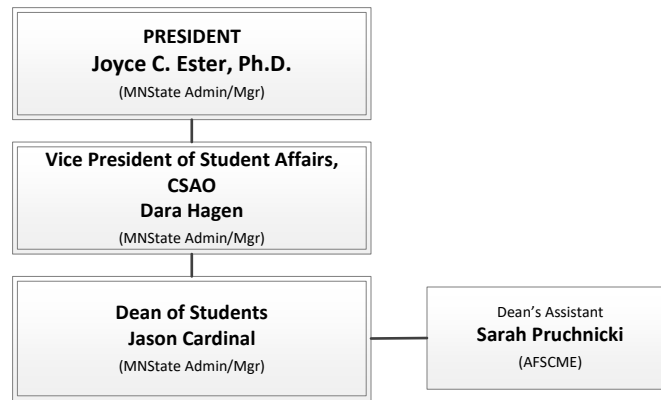 PRESIDENT
Joyce C. Ester, Ph.D.
(MNState Admin/Mgr)
Vice President of Student Affairs,
CSAO
Dara Hagen
(MNState Admin/Mgr)
Dean of Students
Jason Cardinal
(MNState Admin/Mgr)
Dean’s Assistant
Sarah Pruchnicki
(AFSCME)